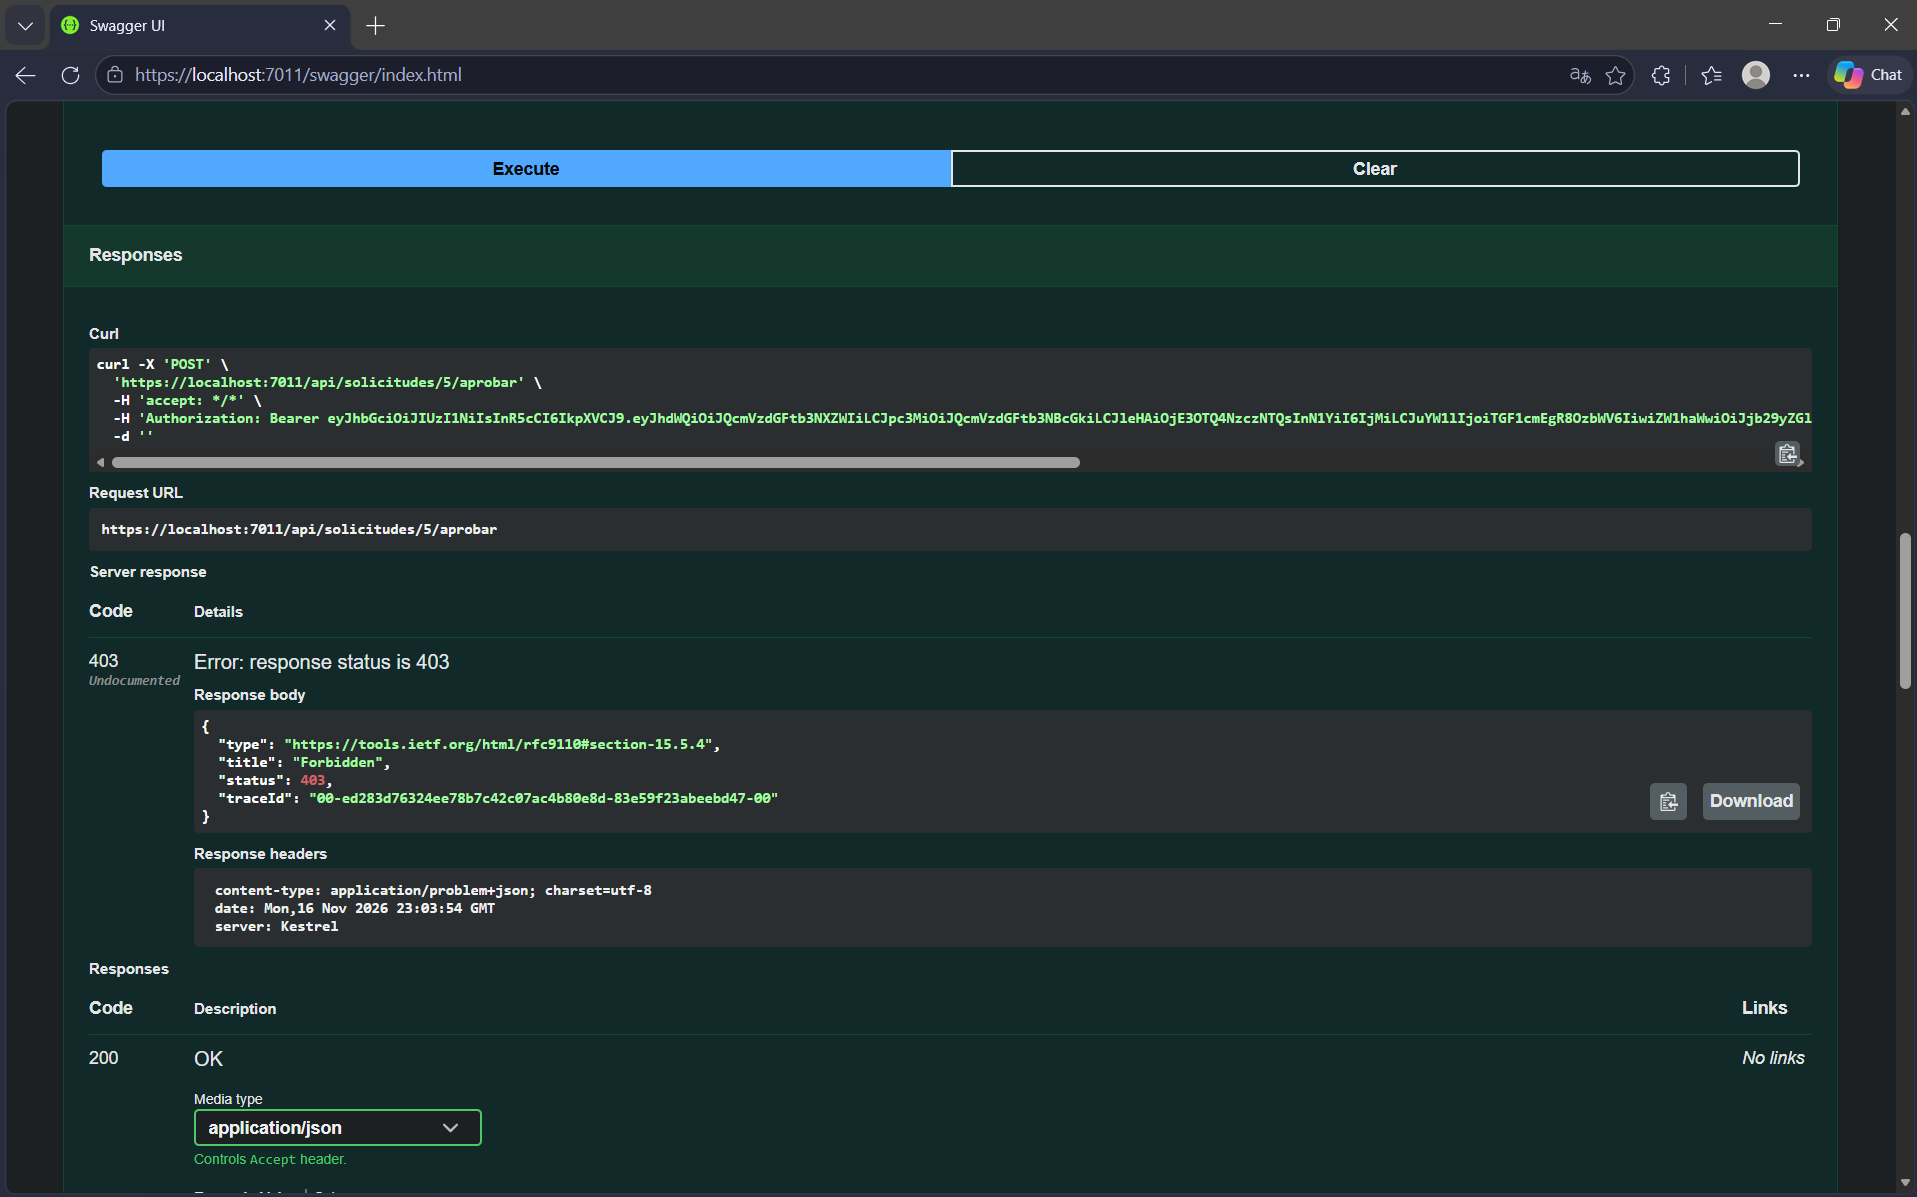 Swagger UI
https://localhost:7011/swagger/index.html
Chat
Execute
Clear
Responses
Curl
curl -X 'POST' \
'https://localhost:7011/api/solicitudes/5/aprobar' \
-H 'accept: */*' \
-H 'Authorization: Bearer
-d ''
Request URL
https://localhost:7011/api/solicitudes/5/aprobar
Server response
Code Details
403 Error: response status is 403
Undocumented
Response body
{
"type": "https://tools.ietf.org/html/rfc9110#section-15.5.4",
"title": "Forbidden",
"status": 403,
"traceId": "00-ed283d76324ee78b7c42c07ac4b80e8d-83e59f23abeebd47-00"
}
Download
Response headers
content-type: application/problem+json; charset=utf-8
date: Mon,16 Nov 2026 23:03:54 GMT
server: Kestrel
Responses
Code Description Links
200 OK No links
Media type
application/json
Controls Accept header.